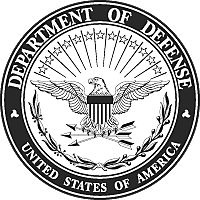 DEPARTMENT OF DEFENSE
UNITED STATES OF AMERICA